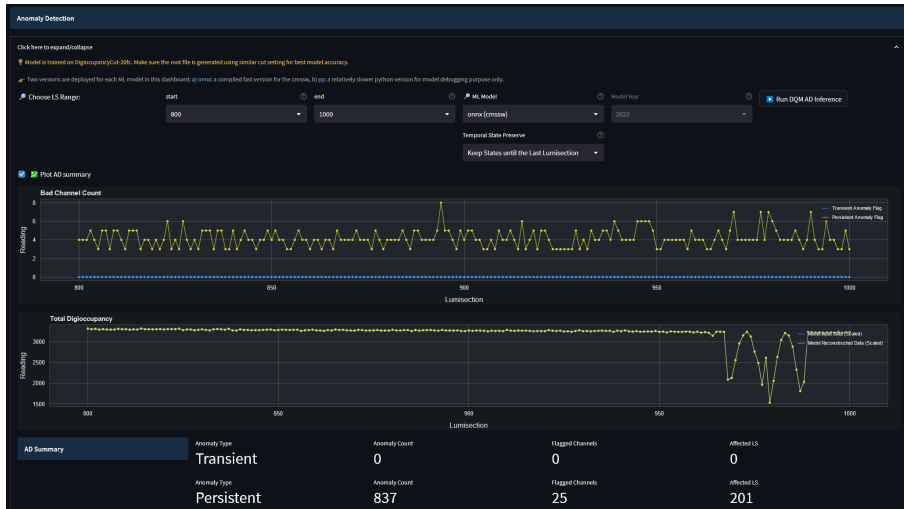 Anomaly Detection
Click here to expand/collapse
Model is trained on DigioccupancyCut-20fc. Make sure the root file is generated using similar cut setting for best model accuracy.
Two versions are deployed for each ML model in this dashboard: a) onnx: a compiled fast version for the cmssw, b) py: a relatively slower python version for model debugging purpose only.
Choose LS Range: start end ML Model Model Year Run DQM AD Inference
800 1000 onnx (cmssw) 2022
Temporal State Preserve
Keep States until the Last Lumisection
Plot AD summary
Bad Channel Count
8
6
4
2
0
Reading
Transient Anomaly Flag
Persistent Anomaly Flag
800 850 900 950 1000
Lumisection
Total Digioccupancy
3000
2500
2000
1500
Reading
Model Input Data (Scaled)
Model Reconstructed Data (Scaled)
800 850 900 950 1000
Lumisection
AD Summary
Anomaly Type Anomaly Count Flagged Channels Affected LS
Transient 0 0 0
Anomaly Type Anomaly Count Flagged Channels Affected LS
Persistent 837 25 201